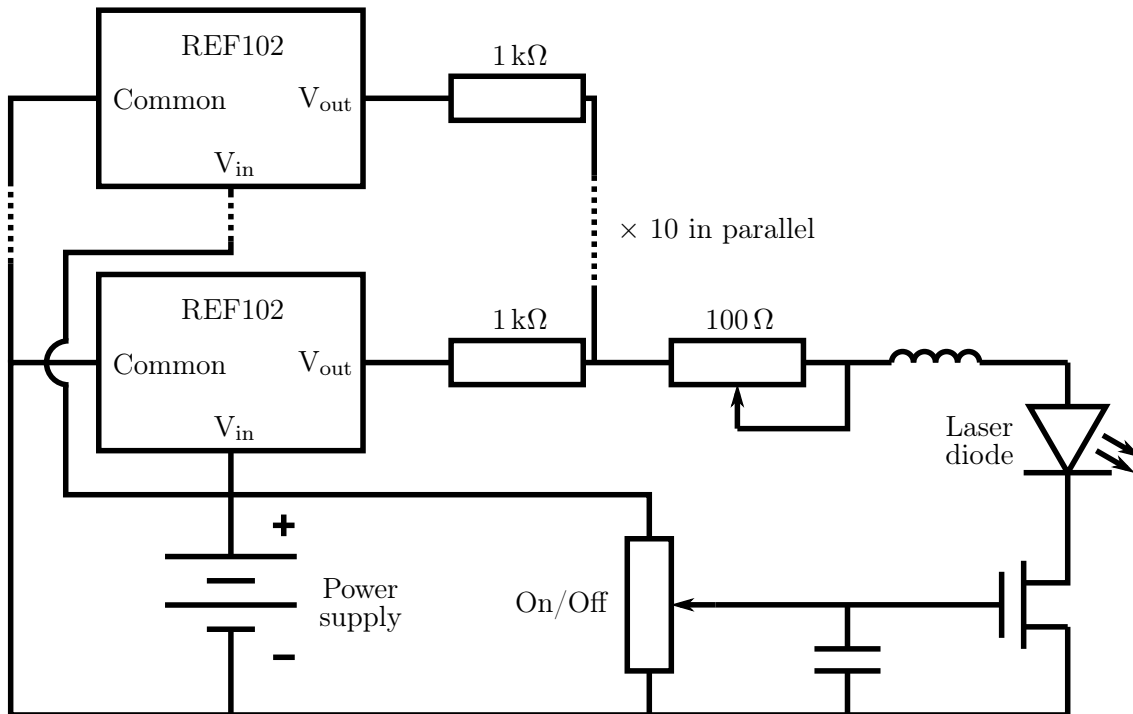 REF102
Common
V_out
V_in
1 kΩ
× 10 in parallel
REF102
Common
V_out
V_in
1 kΩ
100 Ω
Laser
diode
+
Power
supply
−
On/Off